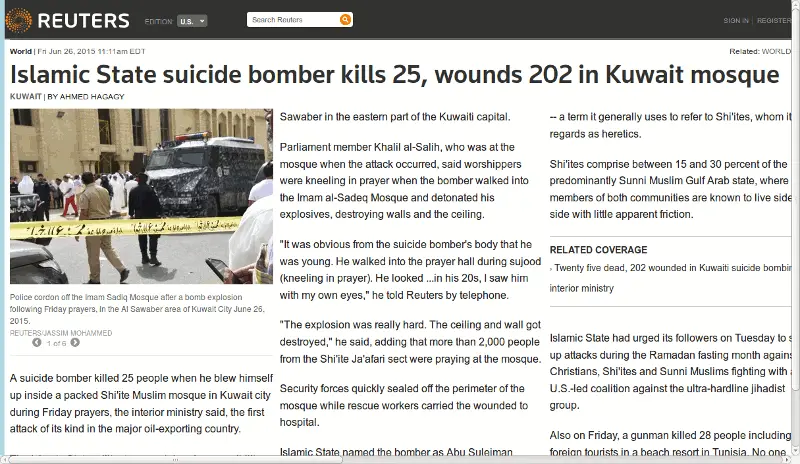 REUTERS
EDITION: U.S.
Search Reuters
SIGN IN | REGISTER
World | Fri Jun 26, 2015 11:11am EDT
Related: WORLD
Islamic State suicide bomber kills 25, wounds 202 in Kuwait mosque
KUWAIT | BY AHMED HAGAGY
Police cordon off the Imam Sadiq Mosque after a bomb explosion
following Friday prayers, in the Al Sawaber area of Kuwait City June 26,
2015.
REUTERS/JASSIM MOHAMMED
1 of 6
A suicide bomber killed 25 people when he blew himself
up inside a packed Shi'ite Muslim mosque in Kuwait city
during Friday prayers, the interior ministry said, the first
attack of its kind in the major oil-exporting country.
Sawaber in the eastern part of the Kuwaiti capital.
Parliament member Khalil al-Salih, who was at the
mosque when the attack occurred, said worshippers
were kneeling in prayer when the bomber walked into
the Imam al-Sadeq Mosque and detonated his
explosives, destroying walls and the ceiling.
"It was obvious from the suicide bomber's body that he
was young. He walked into the prayer hall during sujood
(kneeling in prayer). He looked ...in his 20s, I saw him
with my own eyes," he told Reuters by telephone.
"The explosion was really hard. The ceiling and wall got
destroyed," he said, adding that more than 2,000 people
from the Shi'ite Ja'afari sect were praying at the mosque.
Security forces quickly sealed off the perimeter of the
mosque while rescue workers carried the wounded to
hospital.
Islamic State named the bomber as Abu Suleiman
-- a term it generally uses to refer to Shi'ites, whom it
regards as heretics.
Shi'ites comprise between 15 and 30 percent of the
predominantly Sunni Muslim Gulf Arab state, where
members of both communities are known to live side
side with little apparent friction.
RELATED COVERAGE
Twenty five dead, 202 wounded in Kuwaiti suicide bombin
interior ministry
Islamic State had urged its followers on Tuesday to s
up attacks during the Ramadan fasting month agains
Christians, Shi'ites and Sunni Muslims fighting with a
U.S.-led coalition against the ultra-hardline jihadist
group.
Also on Friday, a gunman killed 28 people including
foreign tourists in a beach resort in Tunisia. No one